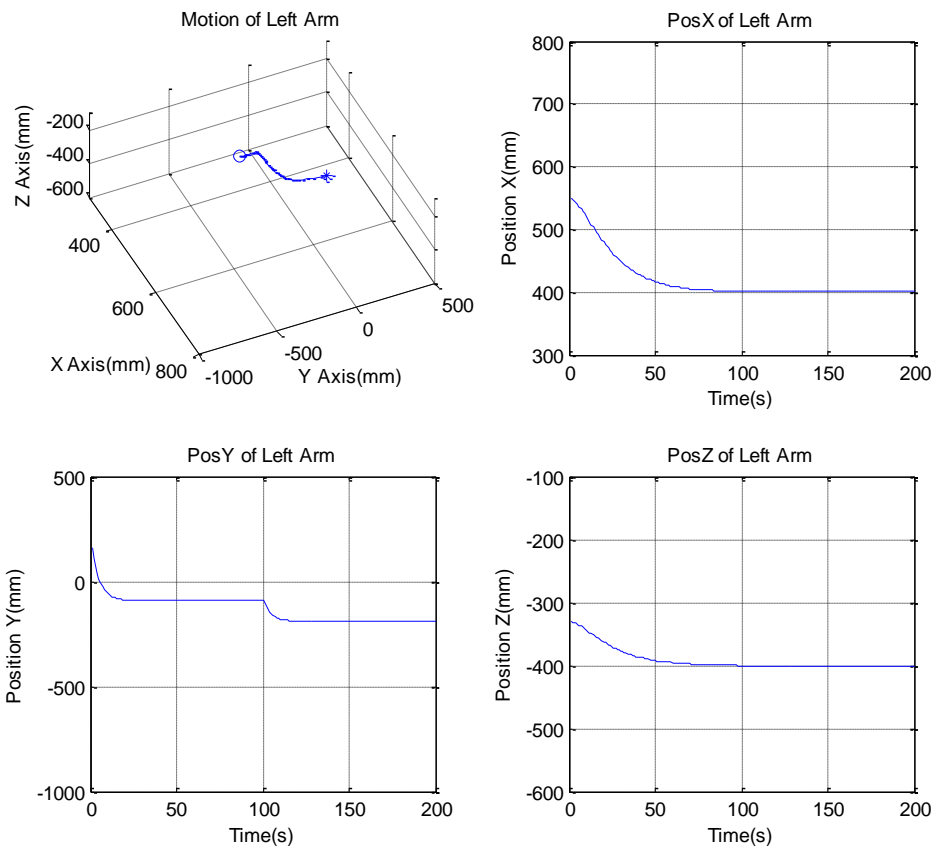 Motion of Left Arm
-200
-400
-600
Z Axis(mm)
400
600
800
X Axis(mm)
-1000
-500
0
500
Y Axis(mm)
PosX of Left Arm
800
700
600
500
400
300
Position X(mm)
0 50 100 150 200
Time(s)
PosY of Left Arm
500
0
-500
-1000
Position Y(mm)
0 50 100 150 200
Time(s)
PosZ of Left Arm
-100
-200
-300
-400
-500
-600
Position Z(mm)
0 50 100 150 200
Time(s)